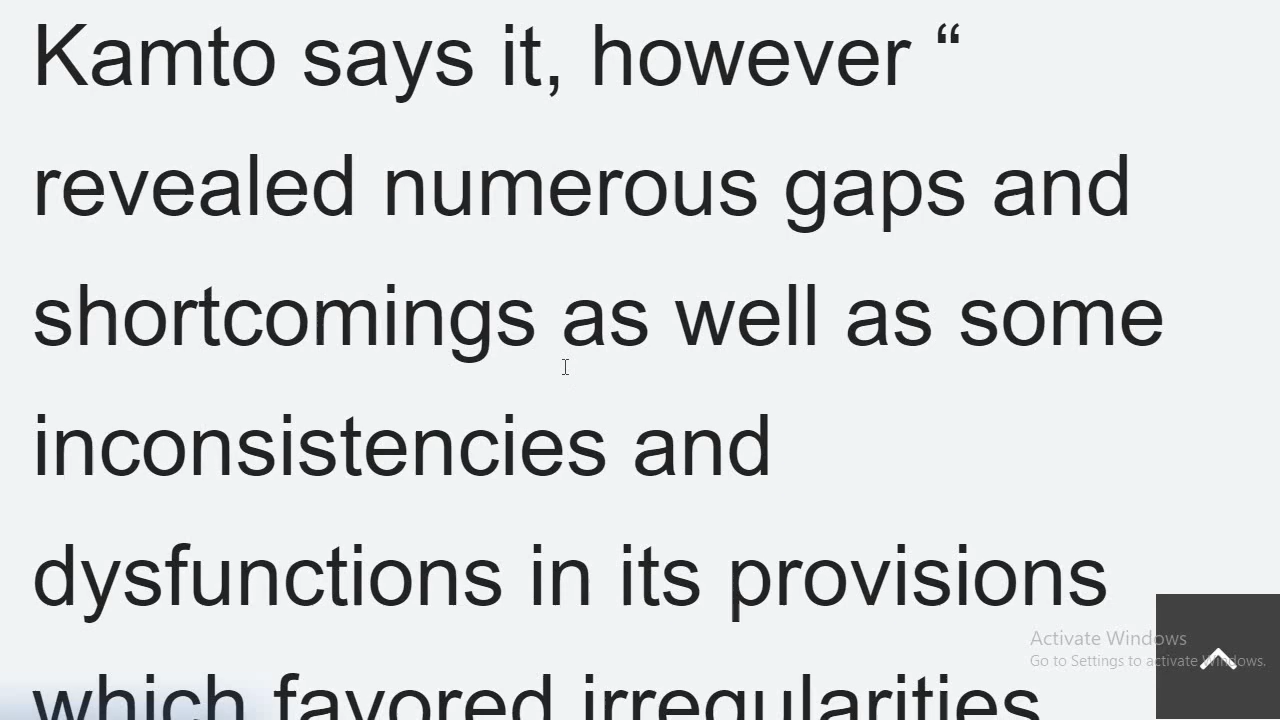 Kamto says it, however “
revealed numerous gaps and
shortcomings as well as some
inconsistencies and
dysfunctions in its provisions
which favored irregularities
Activate Windows
Go to Settings to activate Windows.